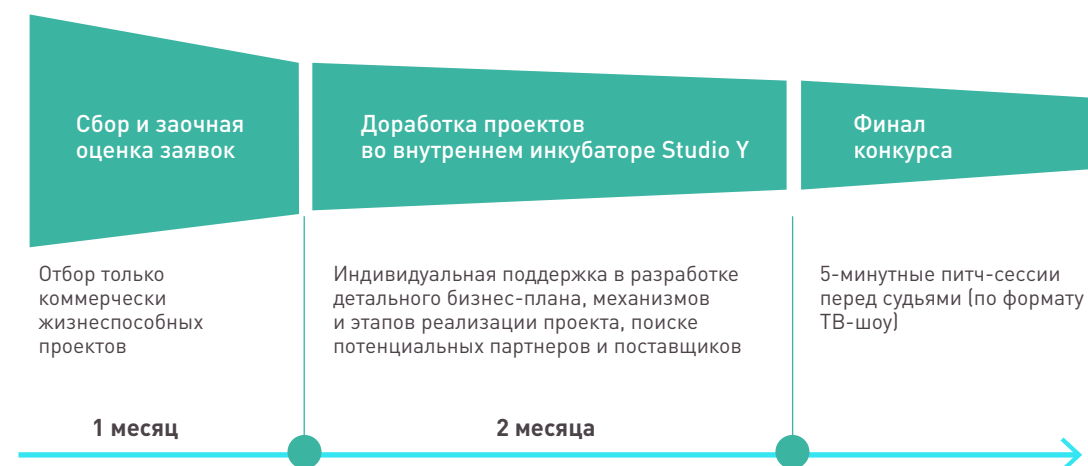 Сбор и заочная
оценка заявок
Доработка проектов
во внутреннем инкубаторе Studio Y
Финал
конкурса
Отбор только
коммерчески
жизнеспособных
проектов
Индивидуальная поддержка в разработке
детального бизнес-плана, механизмов
и этапов реализации проекта, поиске
потенциальных партнеров и поставщиков
5-минутные питч-сессии
перед судьями (по формату
ТВ-шоу)
1 месяц
2 месяца